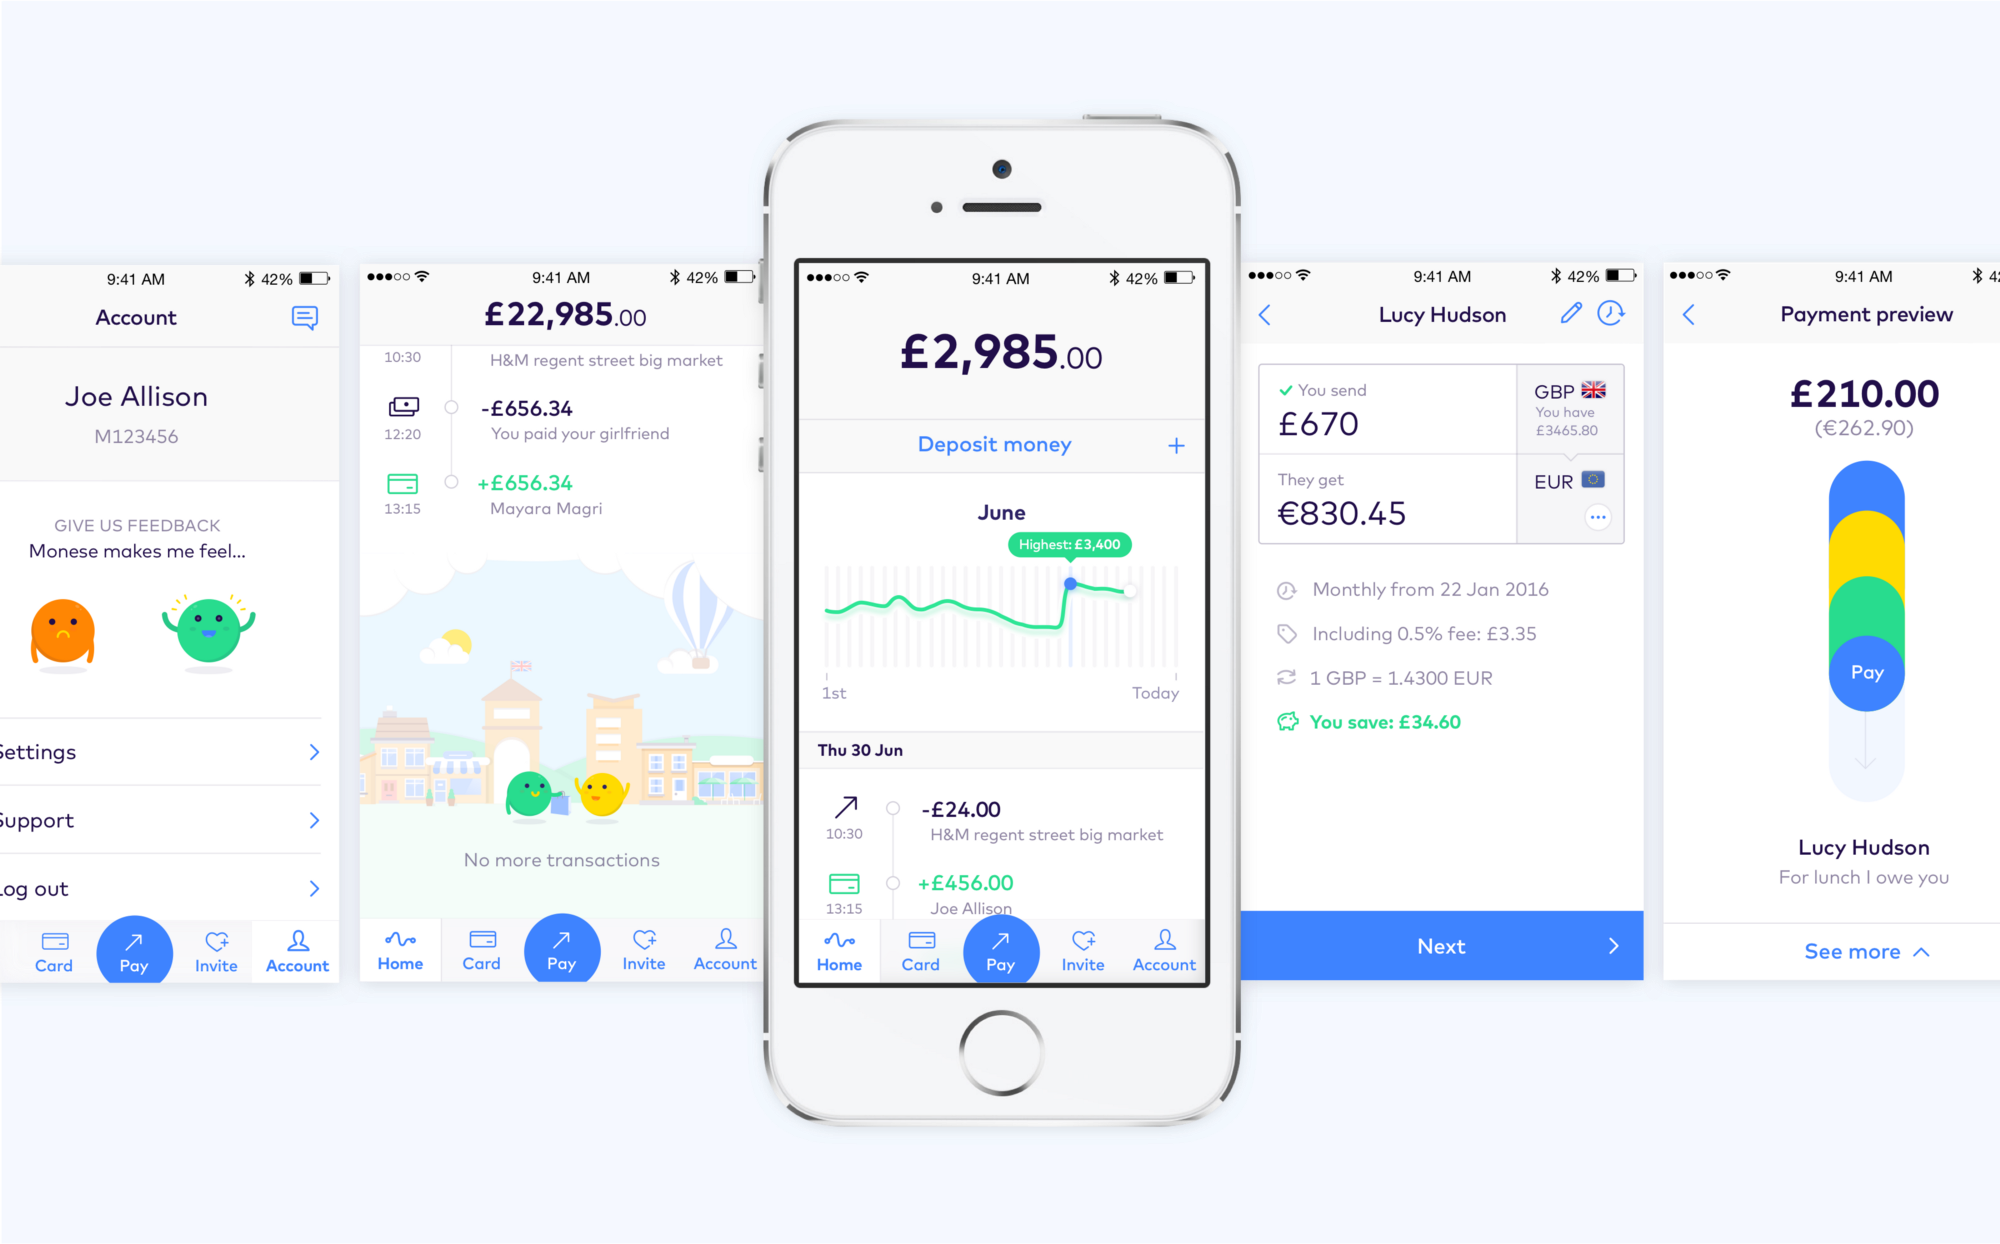 9:41 AM 42%
Account
Joe Allison
M123456
GIVE US FEEDBACK
Monese makes me feel...
Settings
Support
Log out
Card Pay Invite Account
9:41 AM 42%
£22,985.00
10:30 H&M regent street big market
-£656.34
12:20 You paid your girlfriend
+£656.34
13:15 Mayara Magri
No more transactions
Home Card Pay Invite Account
9:41 AM 42%
£2,985.00
Deposit money +
June
Highest: £3,400
1st Today
Thu 30 Jun
-£24.00
10:30 H&M regent street big market
+£456.00
13:15 Joe Allison
Home Card Pay Invite Account
9:41 AM 42%
Lucy Hudson
You send GBP
£670 You have
£3465.80
They get EUR
€830.45
Monthly from 22 Jan 2016
Including 0.5% fee: £3.35
1 GBP = 1.4300 EUR
You save: £34.60
Next
9:41 AM 42
Payment preview
£210.00
(€262.90)
Pay
Lucy Hudson
For lunch I owe you
See more